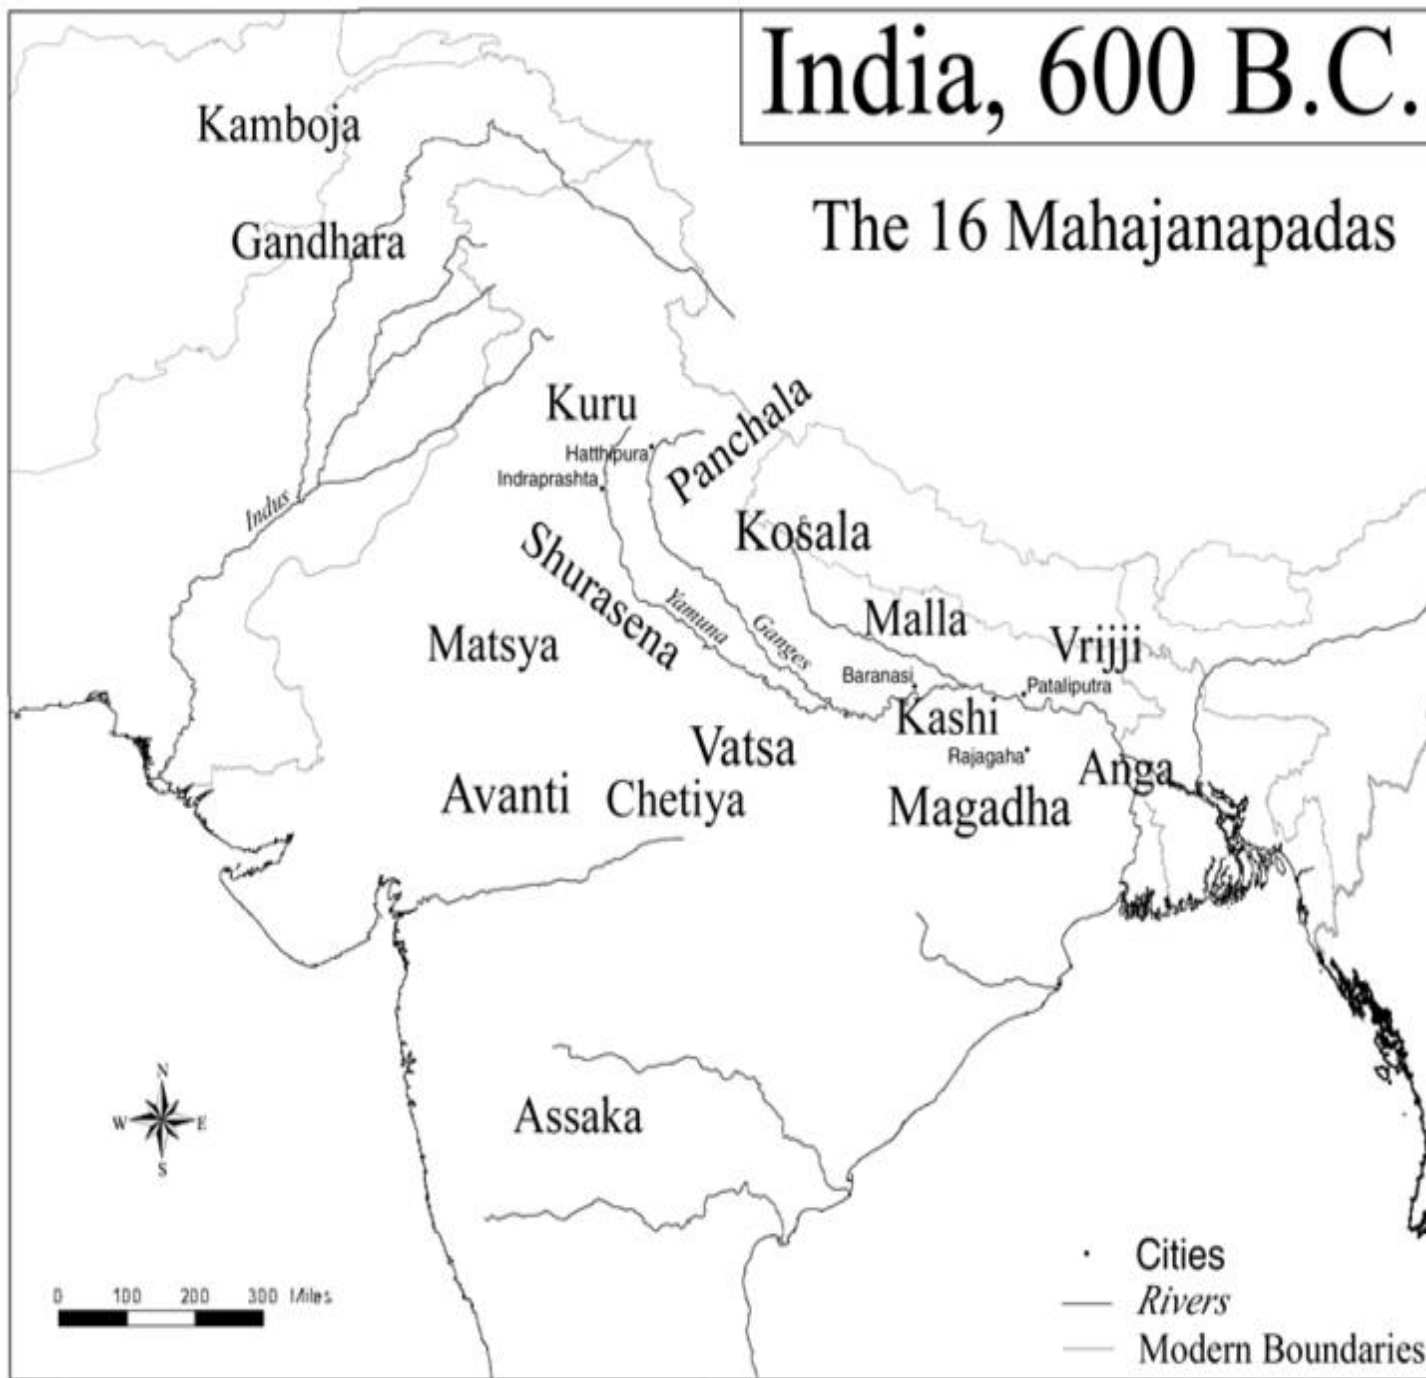 India, 600 B.C.
The 16 Mahajanapadas
Kamboja
Gandhara
Kuru
Panchala
Hatthipura
Indraprashta
Indus
Shurasena
Kosala
Yamuna
Ganges
Malla
Matsya
Vrijji
Baranasi
Pataliputra
Kashi
Vatsa
Rajagaha
Anga
Avanti
Chetiya
Magadha
Assaka
N
W E
S
0 100 200 300 Miles
Cities
Rivers
Modern Boundaries